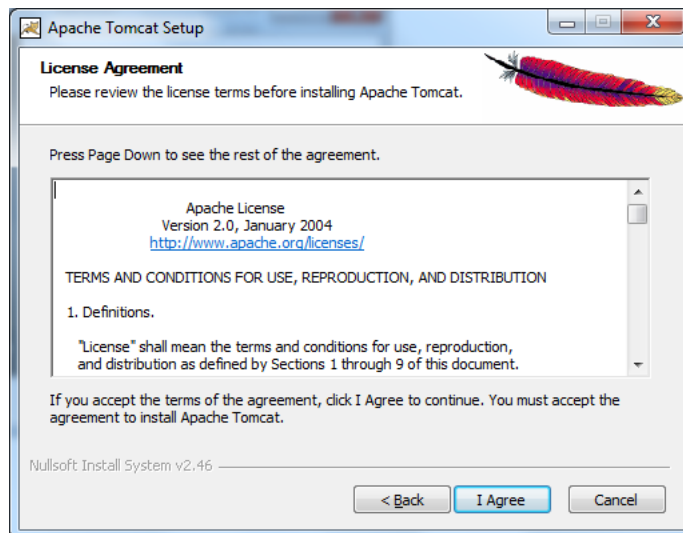 Apache Tomcat Setup
License Agreement
Please review the license terms before installing Apache Tomcat.
Press Page Down to see the rest of the agreement.
Apache License
Version 2.0, January 2004
http://www.apache.org/licenses/
TERMS AND CONDITIONS FOR USE, REPRODUCTION, AND DISTRIBUTION
1. Definitions.
"License" shall mean the terms and conditions for use, reproduction,
and distribution as defined by Sections 1 through 9 of this document.
If you accept the terms of the agreement, click I Agree to continue. You must accept the
agreement to install Apache Tomcat.
Nullsoft Install System v2.46
< Back I Agree Cancel